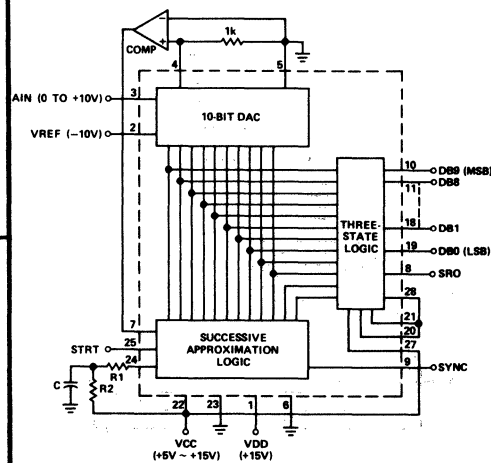 1k
−
+
COMP
4
5
AIN (0 TO +10V)
3
10-BIT DAC
VREF (−10V)
2
10
DB9 (MSB)
DB8
11
THREE-
STATE
LOGIC
18
DB1
19
DB0 (LSB)
8
SRO
28
21
20
27
7
STRT
25
SUCCESSIVE
APPROXIMATION
LOGIC
24
R1
9
SYNC
C
R2
22
23
1
6
VCC
(+5V ~ +15V)
VDD
(+15V)